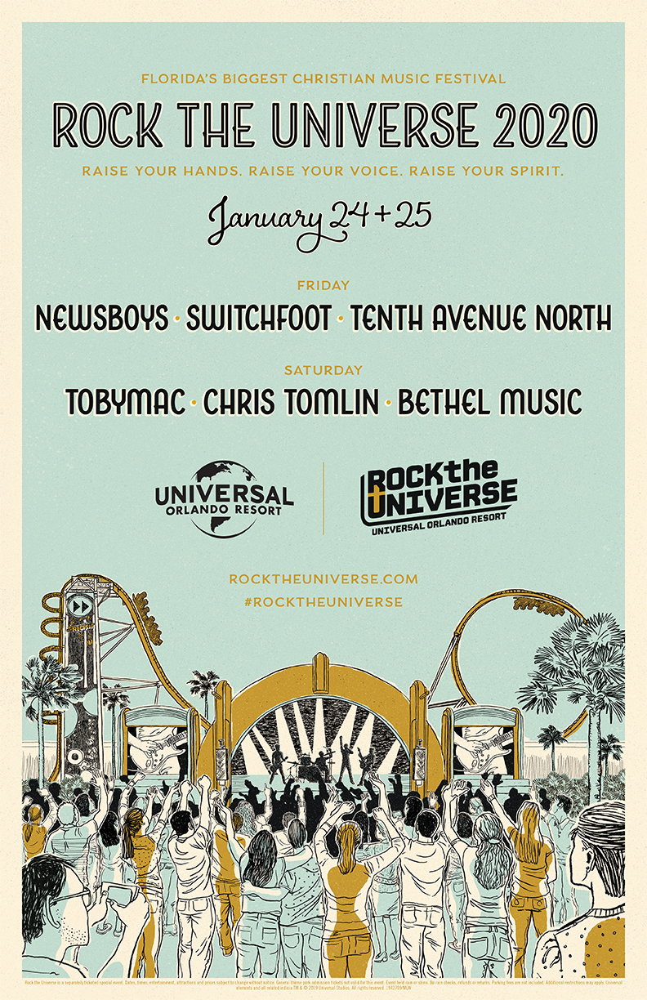 FLORIDA'S BIGGEST CHRISTIAN MUSIC FESTIVAL
ROCK THE UNIVERSE 2020
RAISE YOUR HANDS. RAISE YOUR VOICE. RAISE YOUR SPIRIT.
January 24+25
FRIDAY
NEWSBOYS · SWITCHFOOT · TENTH AVENUE NORTH
SATURDAY
TOBYMAC · CHRIS TOMLIN · BETHEL MUSIC
UNIVERSAL
ORLANDO RESORT
ROCK the
UNIVERSE
UNIVERSAL ORLANDO RESORT
ROCKTHEUNIVERSE.COM
#ROCKTHEUNIVERSE
Rock the Universe is a separately ticketed special event. Dates, times, entertainment, attractions and prices subject to change without notice. General theme park admission tickets not valid for this event. Event held rain or shine. No rain checks, refunds or returns. Parking fees are not included. Additional restrictions may apply. Universal
elements and all related indicia TM & © 2019 Universal Studios. All rights reserved.